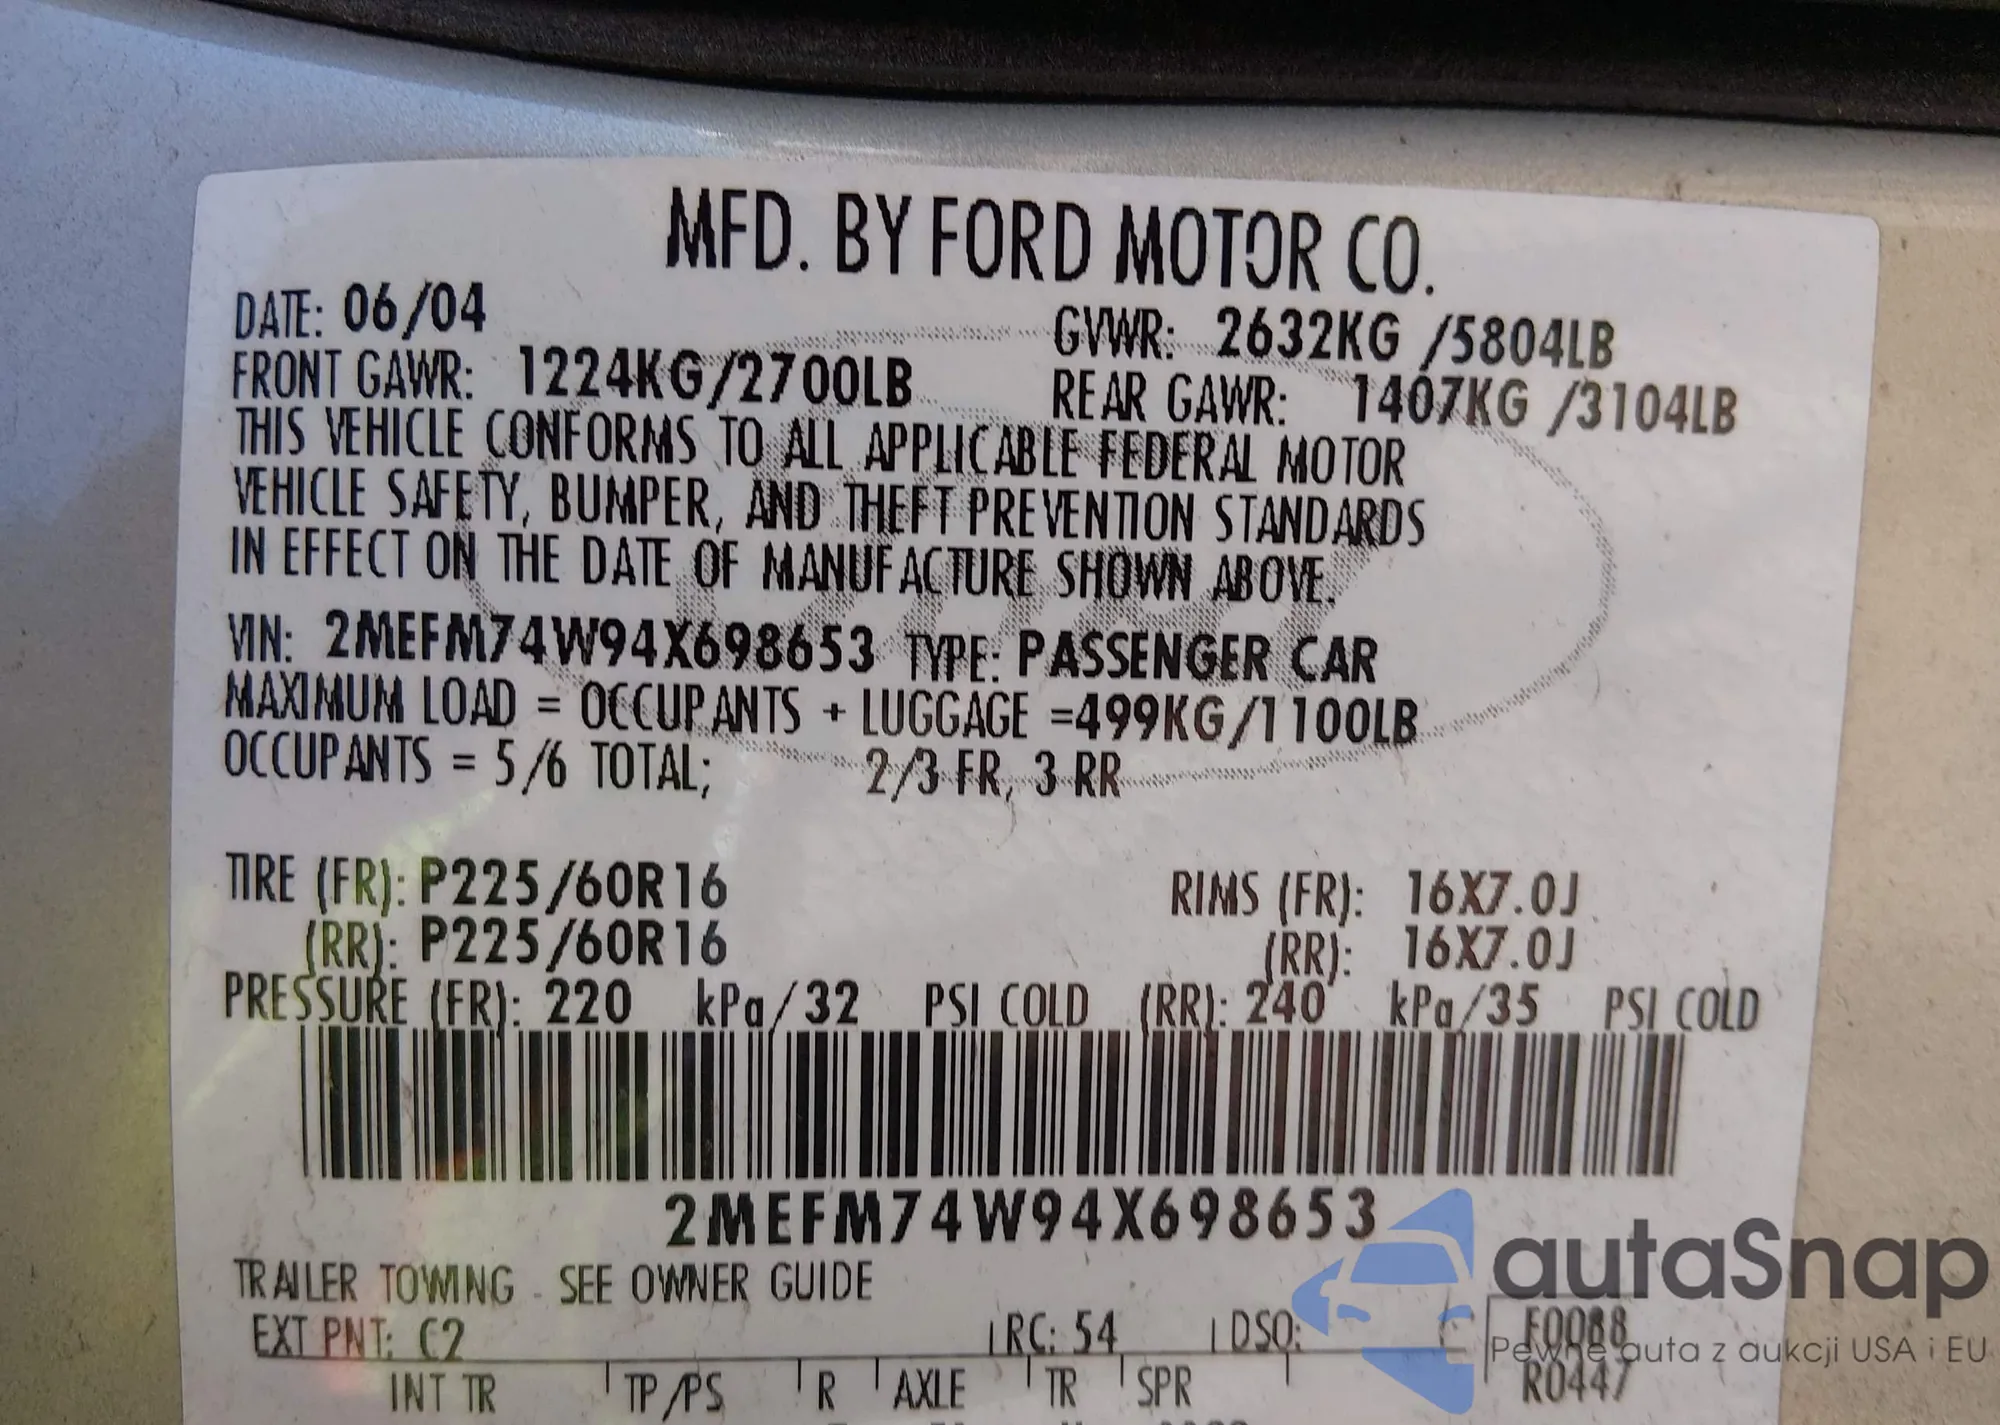 MFD. BY FORD MOTOR CO.
DATE: 06/04 GVWR: 2632KG /5804LB
FRONT GAWR: 1224KG/2700LB REAR GAWR: 1407KG /3104LB
THIS VEHICLE CONFORMS TO ALL APPLICABLE FEDERAL MOTOR
VEHICLE SAFETY, BUMPER, AND THEFT PREVENTION STANDARDS
IN EFFECT ON THE DATE OF MANUFACTURE SHOWN ABOVE.
VIN: 2MEFM74W94X698653 TYPE: PASSENGER CAR
MAXIMUM LOAD = OCCUPANTS + LUGGAGE =499KG/1100LB
OCCUPANTS = 5/6 TOTAL; 2/3 FR, 3 RR
TIRE (FR): P225/60R16 RIMS (FR): 16X7.0J
(RR): P225/60R16 (RR): 16X7.0J
PRESSURE (FR): 220 kPa/32 PSI COLD (RR): 240 kPa/35 PSI COLD
2MEFM74W94X698653
TRAILER TOWING - SEE OWNER GUIDE
EXT PNT: C2 RC: 54 DSO: F0088
R0447
INT TR TP/PS R AXLE TR SPR
autaSnap
Pewne auta z aukcji USA i EU